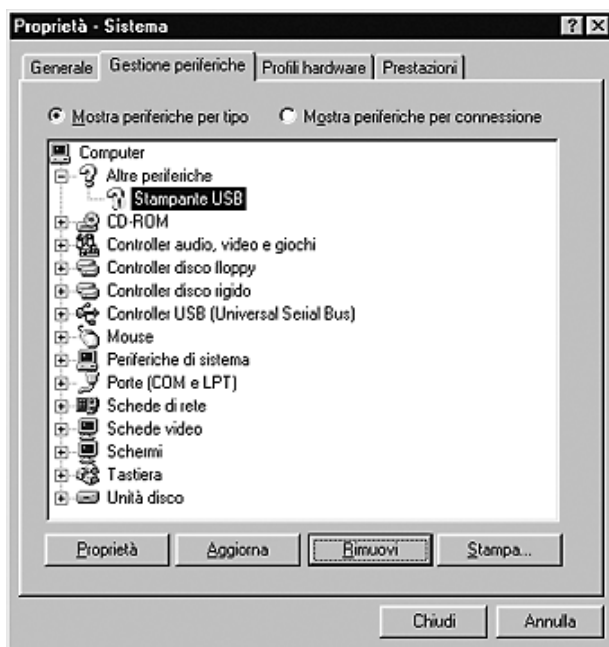 Proprietà - Sistema
Generale Gestione periferiche Profili hardware Prestazioni
Mostra periferiche per tipo Mostra periferiche per connessione
Computer
Altre periferiche
Stampante USB
CD-ROM
Controller audio, video e giochi
Controller disco floppy
Controller disco rigido
Controller USB (Universal Serial Bus)
Mouse
Periferiche di sistema
Porte (COM e LPT)
Schede di rete
Schede video
Schermi
Tastiera
Unità disco
Proprietà Aggiorna Rimuovi Stampa...
Chiudi Annulla